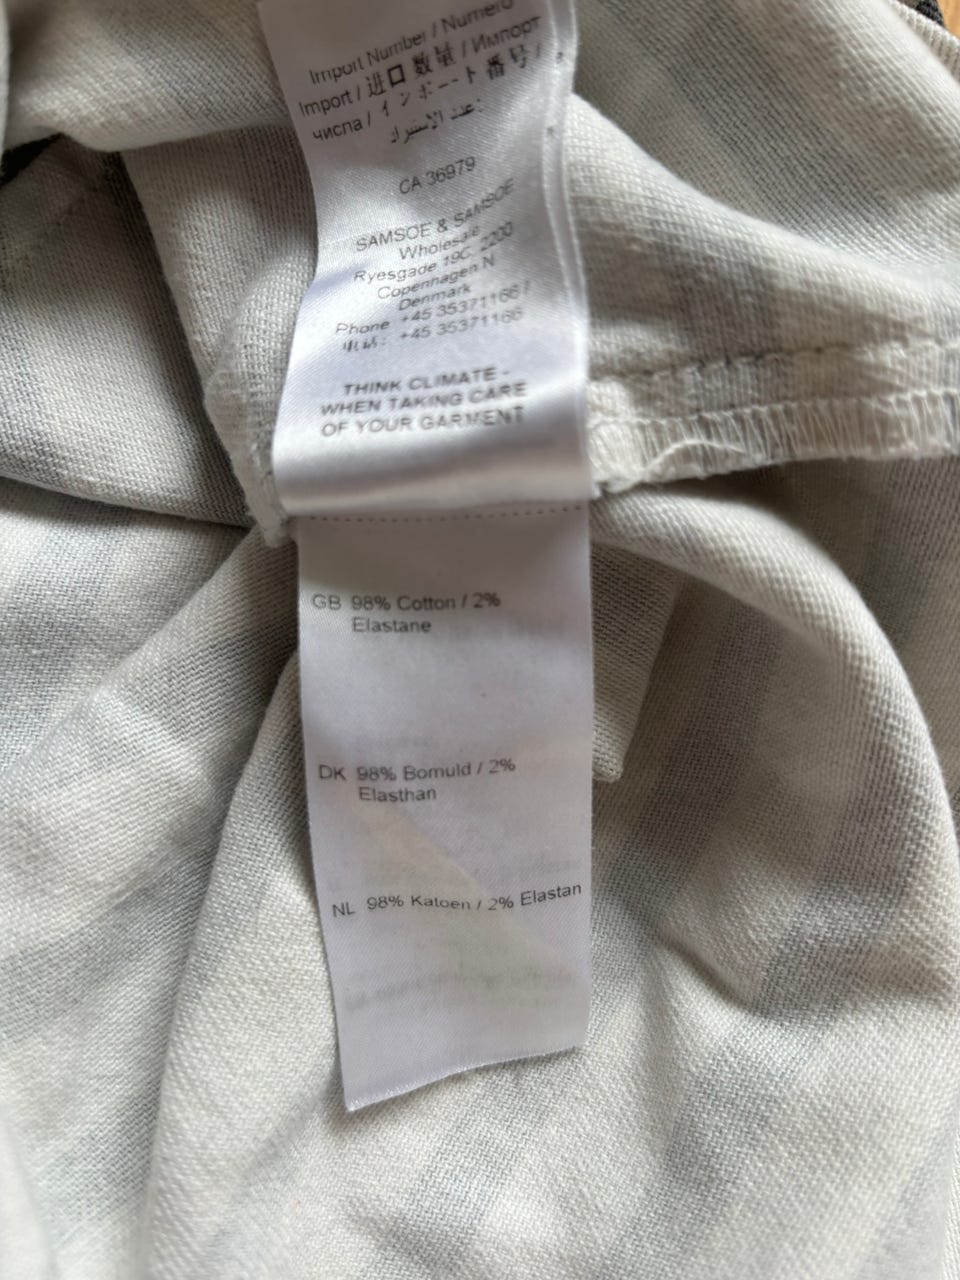 Import Number / Numero
Import / 进口 数量 / Импорт
числа / インポート 番号 /
عدد الاستيراد:
CA 36979
SAMSOE & SAMSOE
Wholesale
Ryesgade 19C, 2200
Copenhagen N
Denmark
Phone +45 35371166 /
电话: +45 35371166
THINK CLIMATE -
WHEN TAKING CARE
OF YOUR GARMENT
GB 98% Cotton / 2%
Elastane
DK 98% Bomuld / 2%
Elasthan
NL 98% Katoen / 2% Elastan